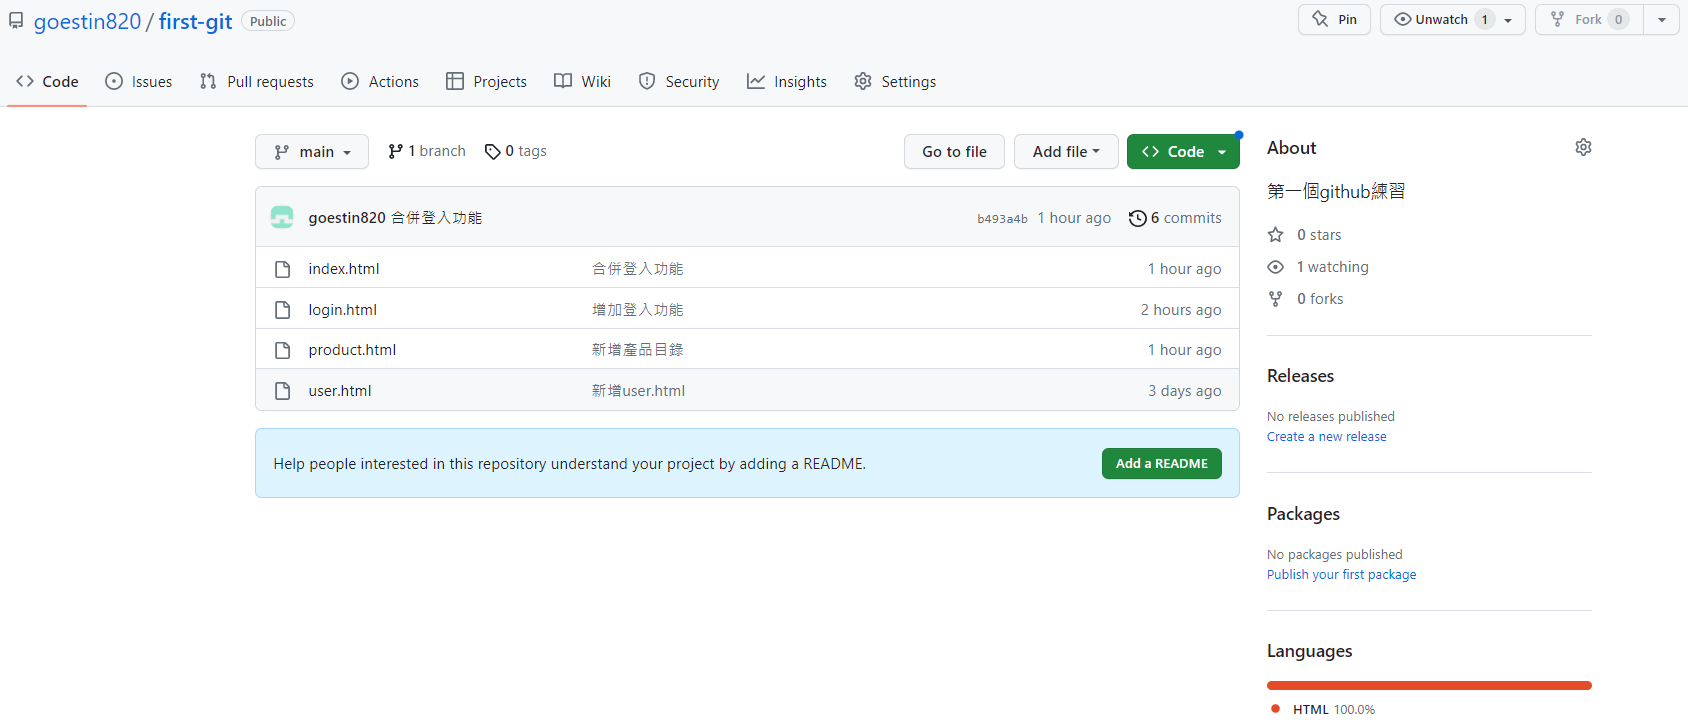 goestin820 / first-git Public
Pin
Unwatch 1
Fork 0
Code
Issues
Pull requests
Actions
Projects
Wiki
Security
Insights
Settings
main
1 branch
0 tags
Go to file
Add file
Code
goestin820 合併登入功能 b493a4b 1 hour ago 6 commits
index.html 合併登入功能 1 hour ago
login.html 增加登入功能 2 hours ago
product.html 新增產品目錄 1 hour ago
user.html 新增user.html 3 days ago
Help people interested in this repository understand your project by adding a README.
Add a README
About
第一個github練習
0 stars
1 watching
0 forks
Releases
No releases published
Create a new release
Packages
No packages published
Publish your first package
Languages
HTML 100.0%